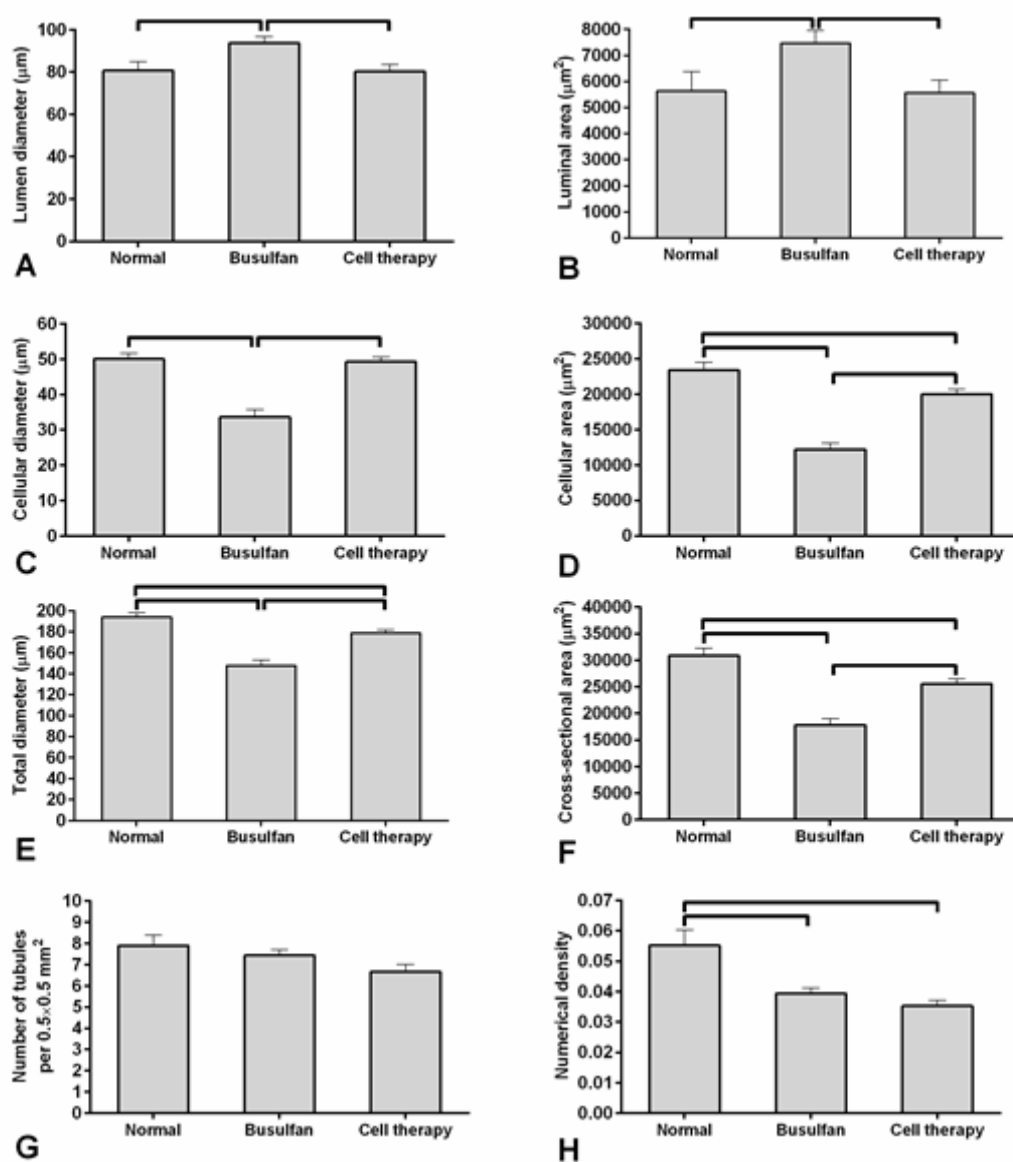 Lumen diameter (μm)
100
80
60
40
20
0
Normal Busulfan Cell therapy
A
Luminal area (μm²)
8000
7000
6000
5000
4000
3000
2000
1000
0
Normal Busulfan Cell therapy
B
Cellular diameter (μm)
60
50
40
30
20
10
0
Normal Busulfan Cell therapy
C
Cellular area (μm²)
30000
25000
20000
15000
10000
5000
0
Normal Busulfan Cell therapy
D
Total diameter (μm)
200
180
160
140
120
100
80
60
40
20
0
Normal Busulfan Cell therapy
E
Cross-sectional area (μm²)
40000
35000
30000
25000
20000
15000
10000
5000
0
Normal Busulfan Cell therapy
F
Number of tubules
per 0.5×0.5 mm²
10
9
8
7
6
5
4
3
2
1
0
Normal Busulfan Cell therapy
G
Numerical density
0.07
0.06
0.05
0.04
0.03
0.02
0.01
0.00
Normal Busulfan Cell therapy
H